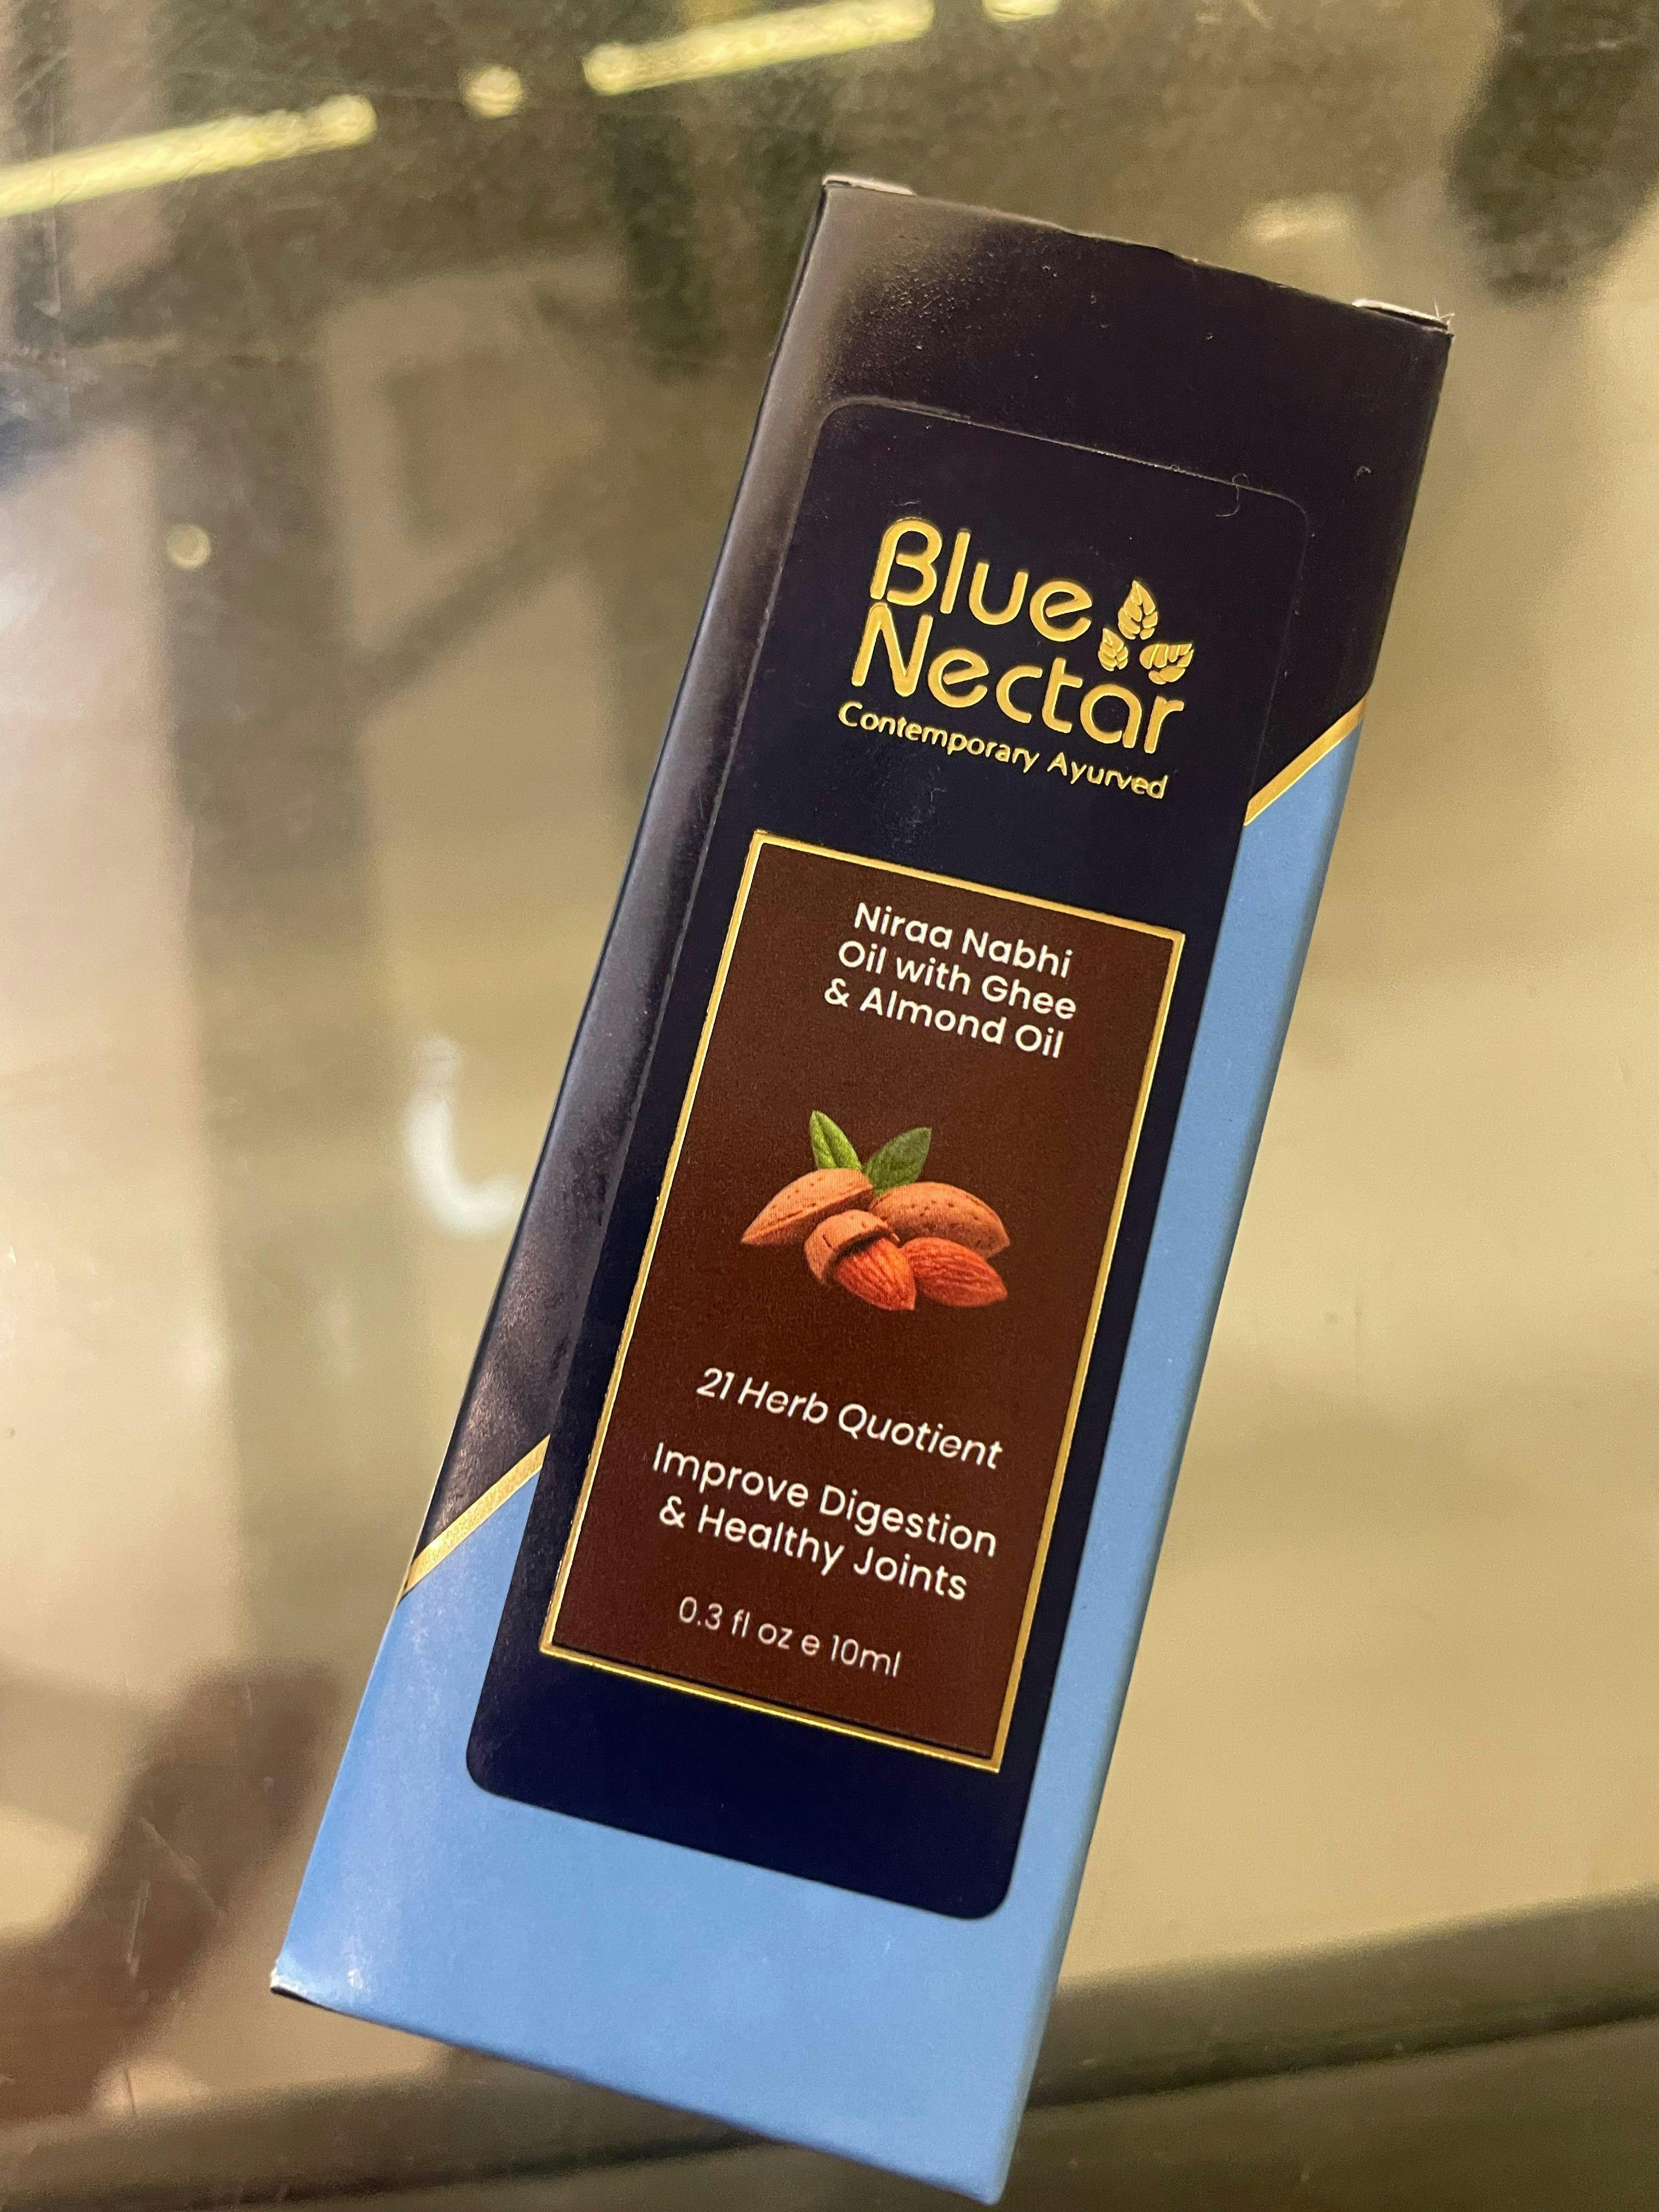 Blue
Nectar
Contemporary Ayurved
Niraa Nabhi
Oil with Ghee
& Almond Oil
21 Herb Quotient
Improve Digestion
& Healthy Joints
0.3 fl oz e 10ml